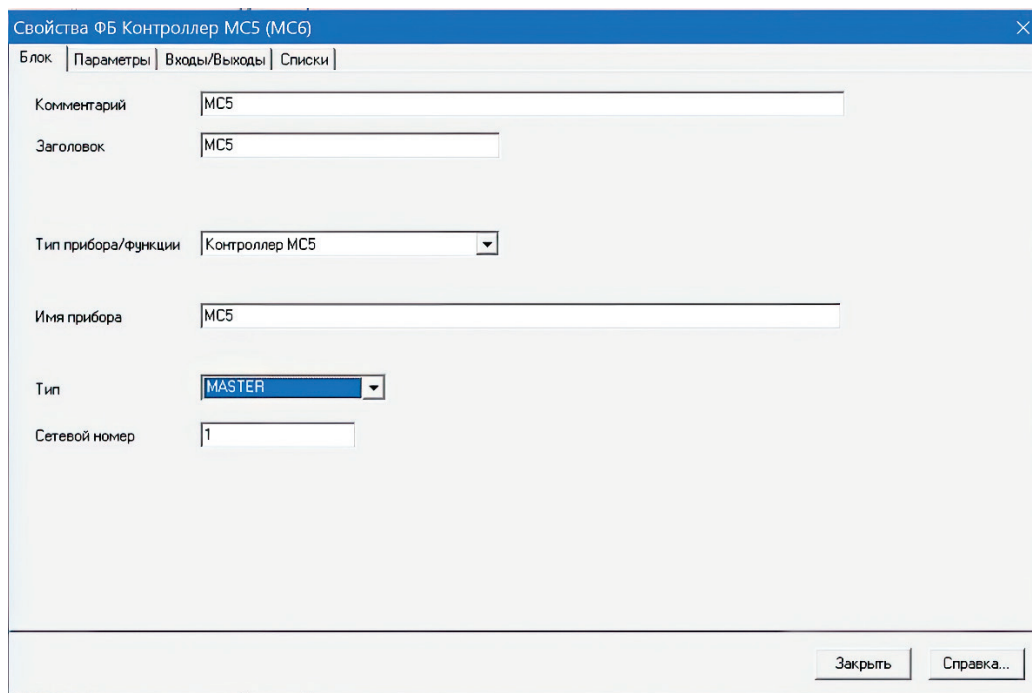 Свойства ФБ Контроллер МС5 (МС6)
Блок Параметры Входы/Выходы Списки
Комментарий МС5
Заголовок МС5
Тип прибора/функции Контроллер МС5
Имя прибора МС5
Тип MASTER
Сетевой номер 1
Закрыть Справка...